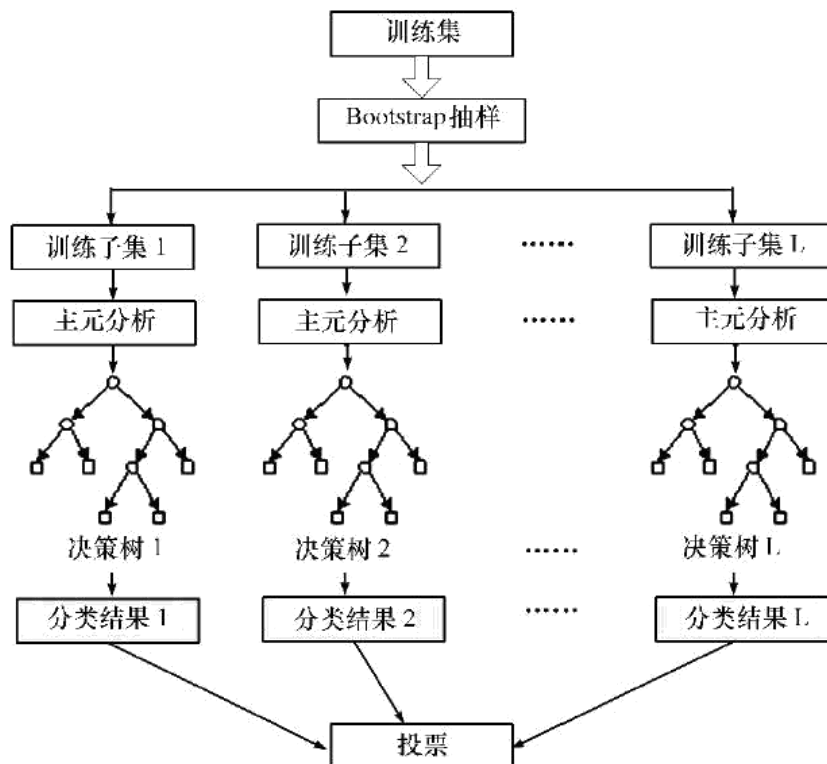 训练集
Bootstrap抽样
训练子集 1 训练子集 2 …… 训练子集 L
主元分析 主元分析 …… 主元分析
决策树 1 决策树 2 …… 决策树 L
分类结果 1 分类结果 2 …… 分类结果 L
投票